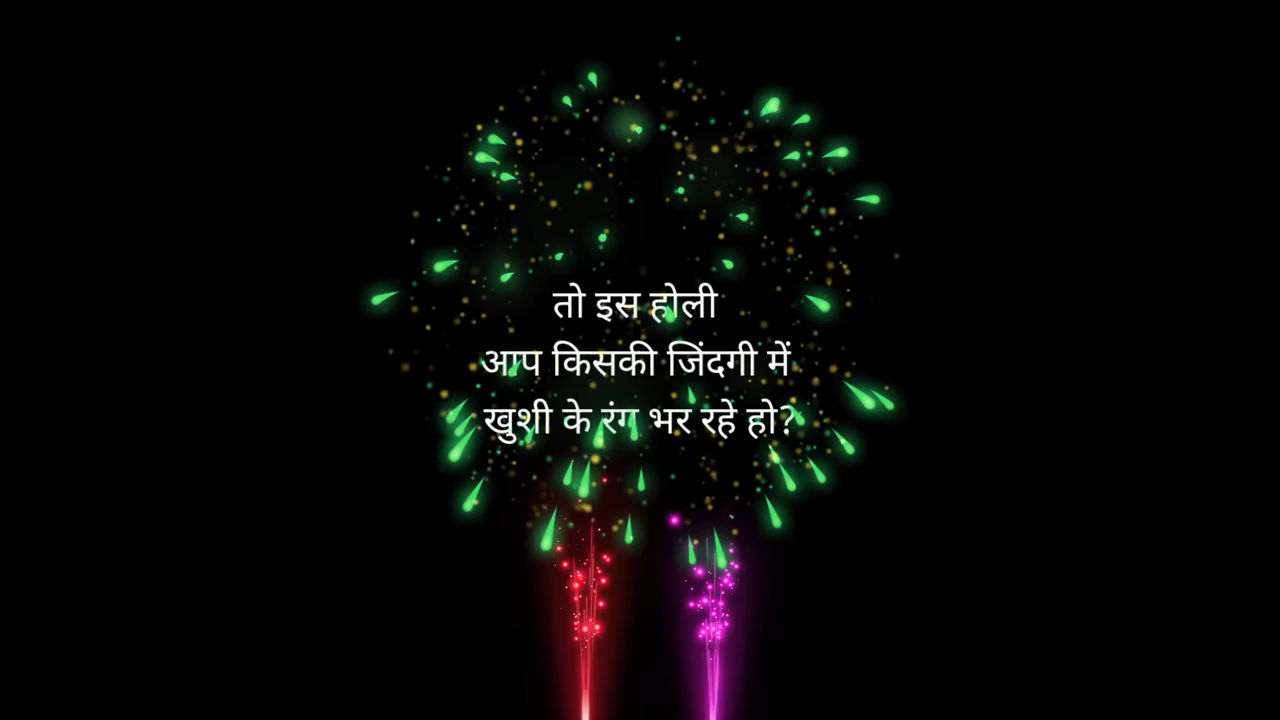 तो इस होली
आप किसकी जिंदगी में
खुशी के रंग भर रहे हो?